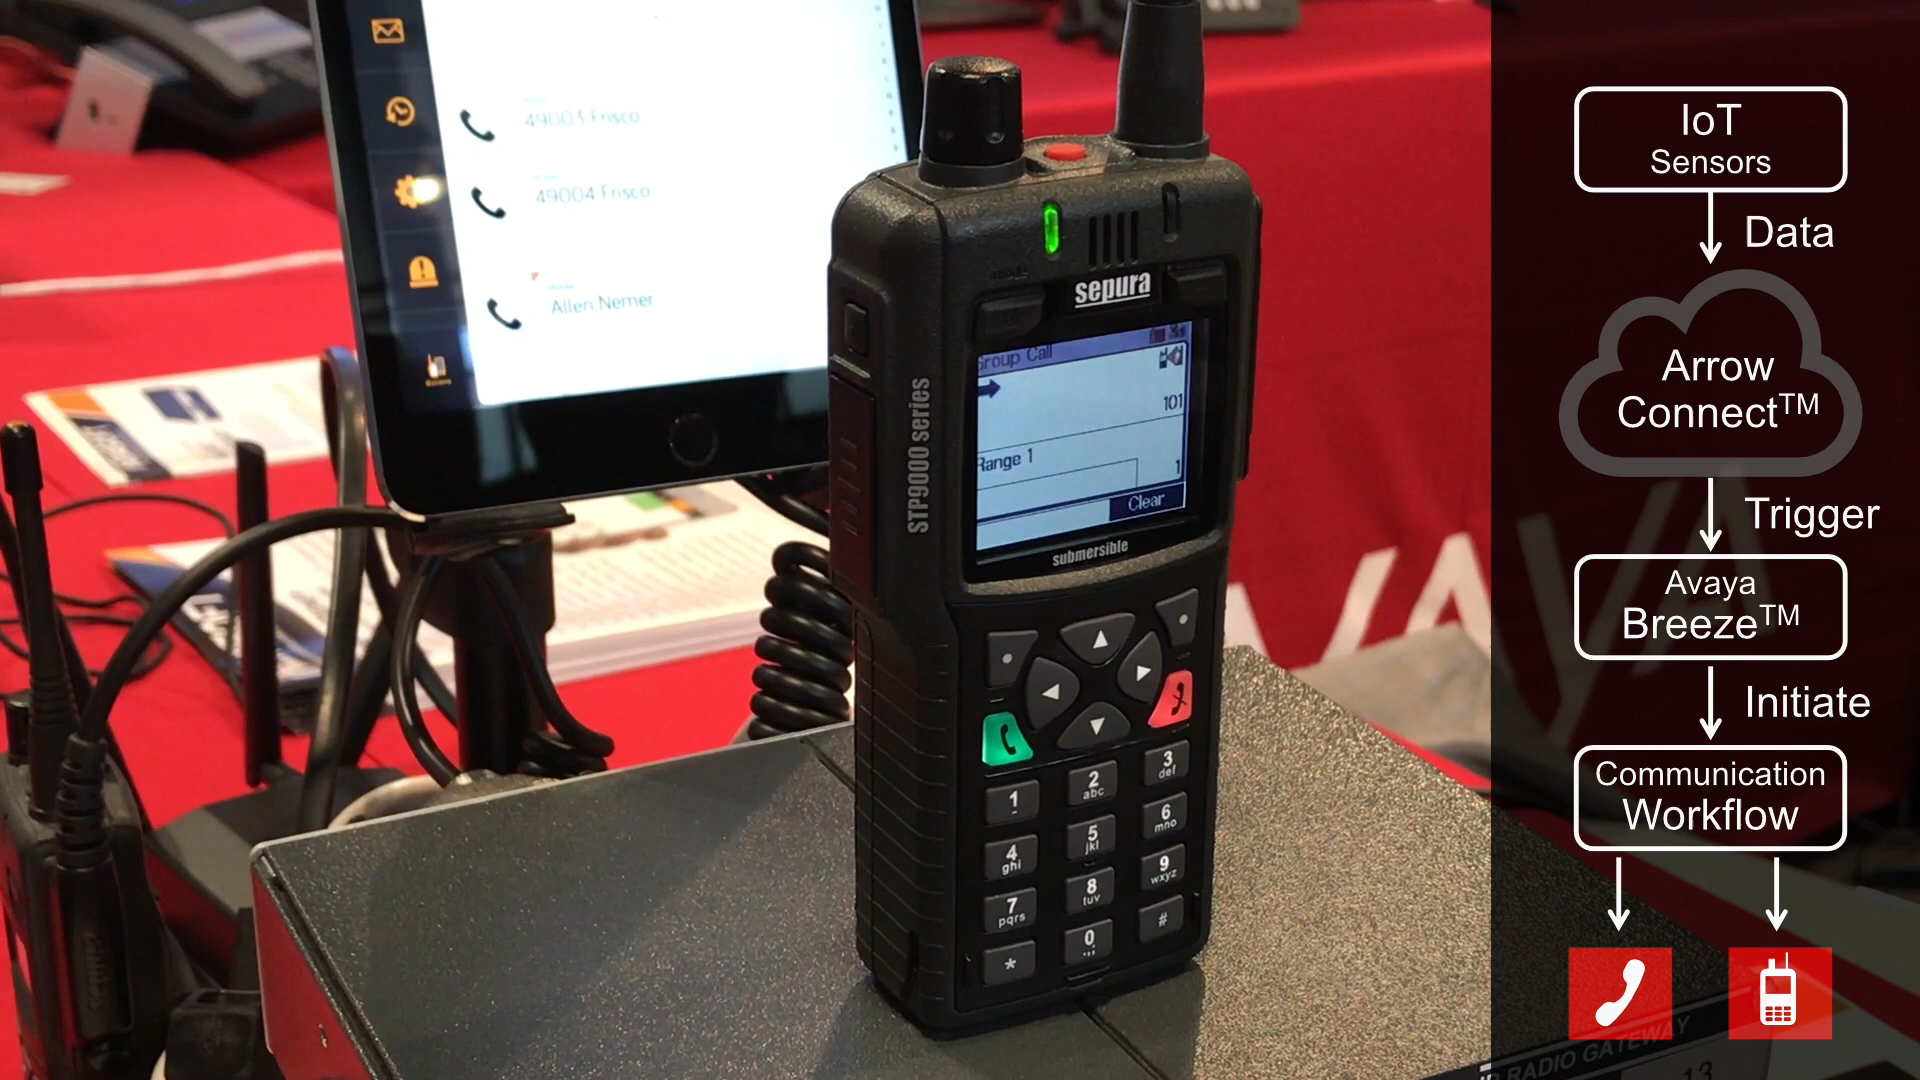 49003 Frisco
49004 Frisco
Allen Nemer
sepura
Group Call
101
Range 1
1
Clear
submersible
STP9000 series
1
2
abc
3
def
4
ghi
5
jkl
6
mno
7
pqrs
8
tuv
9
wxyz
*
0
#
AVAYA
IoT
Sensors
Data
Arrow
Connect™
Trigger
Avaya
Breeze™
Initiate
Communication
Workflow
RADIO GATEWAY
13